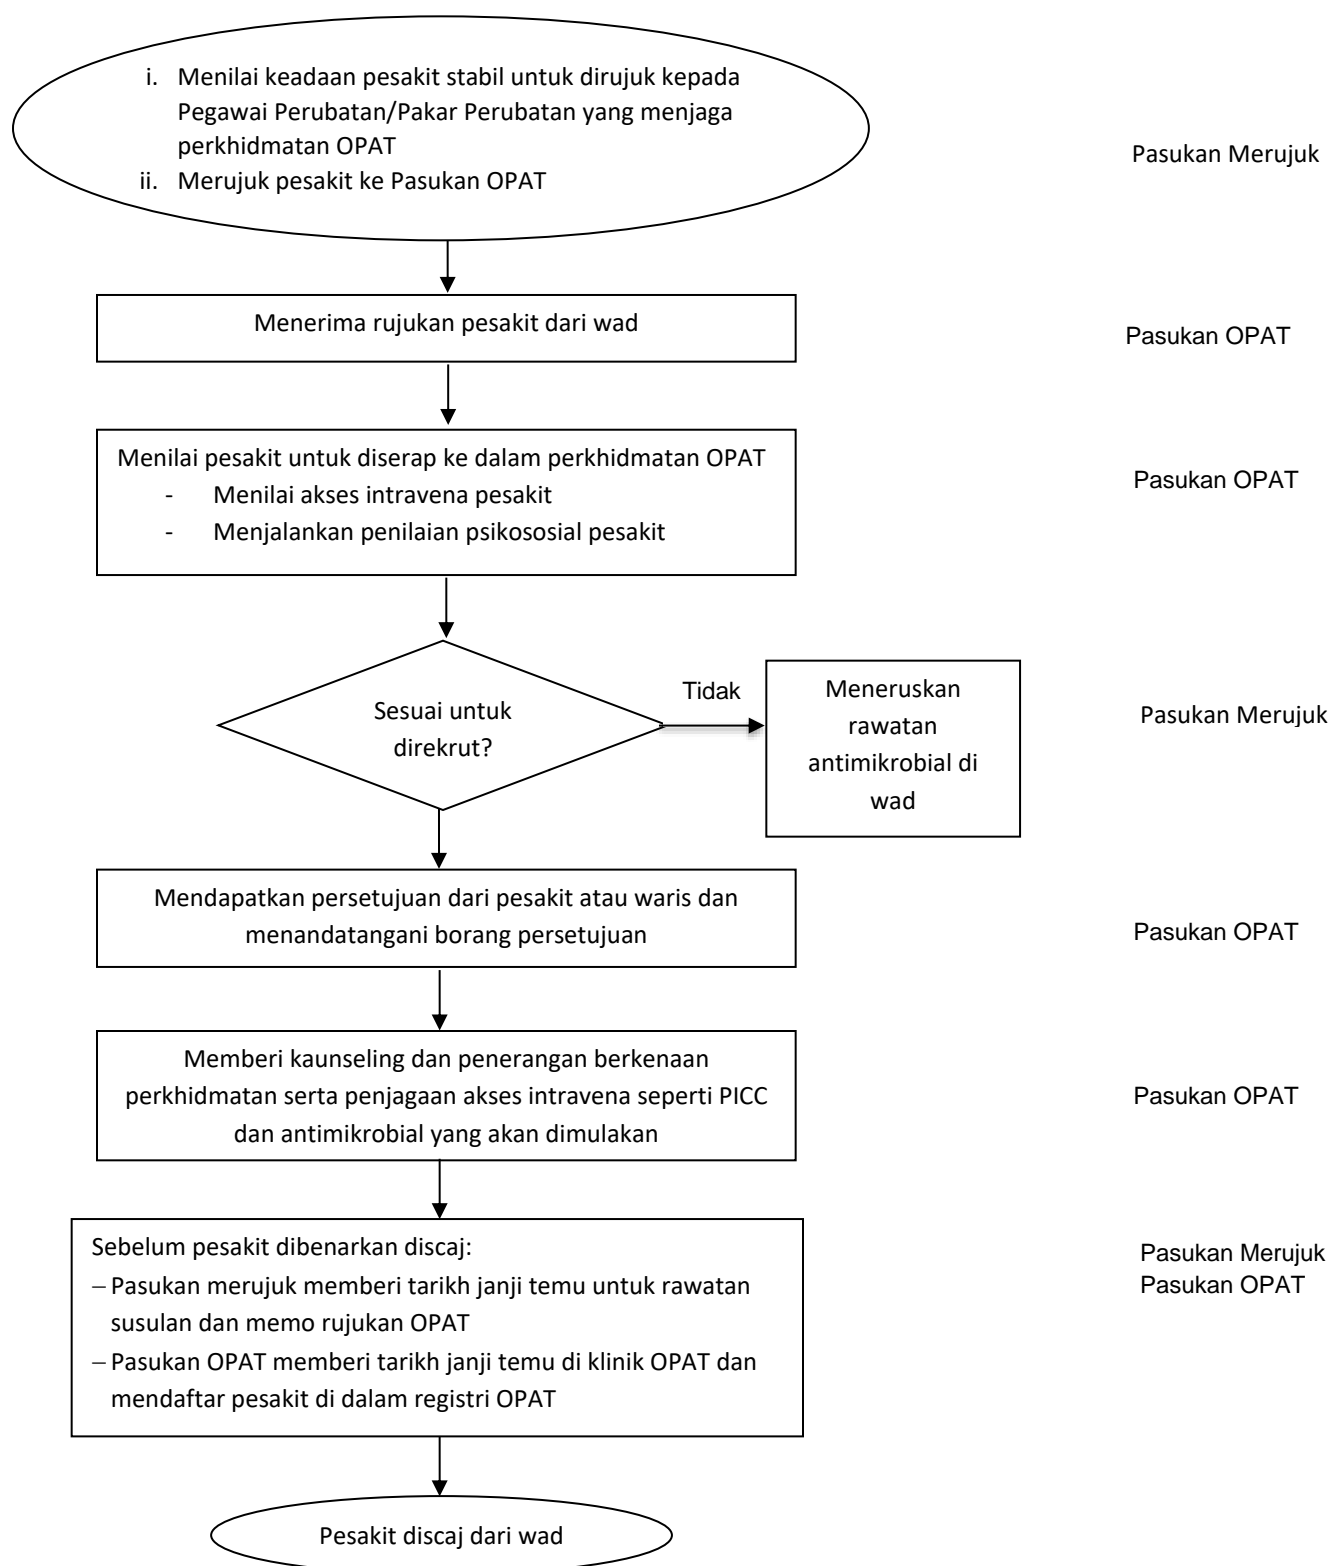 i. Menilai keadaan pesakit stabil untuk dirujuk kepada
Pegawai Perubatan/Pakar Perubatan yang menjaga
perkhidmatan OPAT
ii. Merujuk pesakit ke Pasukan OPAT
Pasukan Merujuk
Menerima rujukan pesakit dari wad
Pasukan OPAT
Menilai pesakit untuk diserap ke dalam perkhidmatan OPAT
- Menilai akses intravena pesakit
- Menjalankan penilaian psikososial pesakit
Pasukan OPAT
Sesuai untuk
direkrut?
Tidak
Meneruskan
rawatan
antimikrobial di
wad
Pasukan Merujuk
Mendapatkan persetujuan dari pesakit atau waris dan
menandatangani borang persetujuan
Pasukan OPAT
Memberi kaunseling dan penerangan berkenaan
perkhidmatan serta penjagaan akses intravena seperti PICC
dan antimikrobial yang akan dimulakan
Pasukan OPAT
Sebelum pesakit dibenarkan discaj:
– Pasukan merujuk memberi tarikh janji temu untuk rawatan
susulan dan memo rujukan OPAT
– Pasukan OPAT memberi tarikh janji temu di klinik OPAT dan
mendaftar pesakit di dalam registri OPAT
Pasukan Merujuk
Pasukan OPAT
Pesakit discaj dari wad